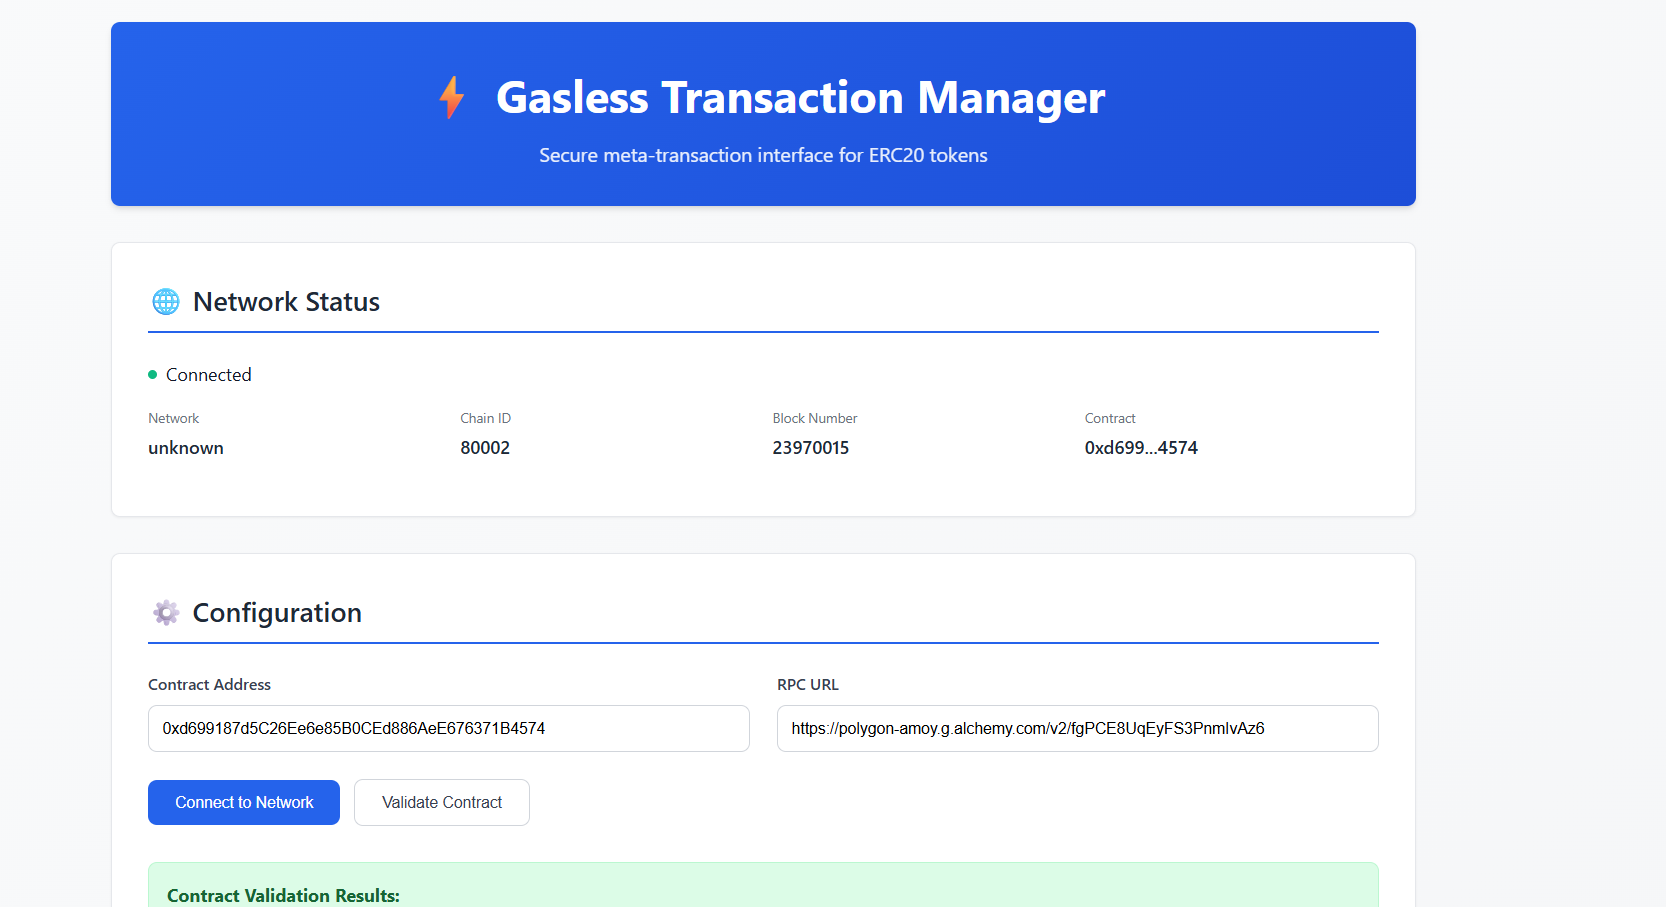 Gasless Transaction Manager
Secure meta-transaction interface for ERC20 tokens
Network Status
Connected
Network Chain ID Block Number Contract
unknown 80002 23970015 0xd699...4574
Configuration
Contract Address RPC URL
0xd699187d5C26Ee6e85B0CEd886AeE676371B4574 https://polygon-amoy.g.alchemy.com/v2/fgPCE8UqEyFS3PnmlvAz6
Connect to Network Validate Contract
Contract Validation Results: